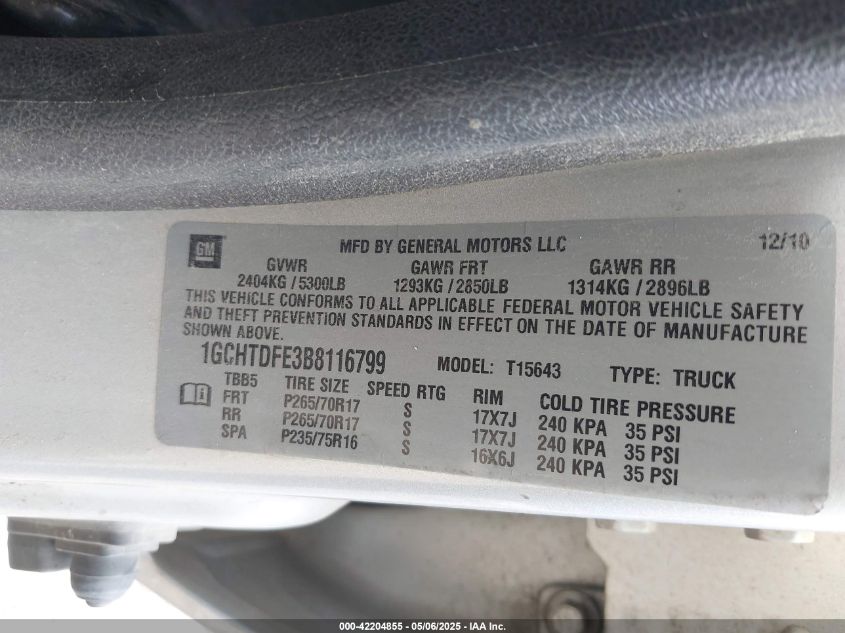 GM MFD BY GENERAL MOTORS LLC 12/10
GVWR GAWR FRT GAWR RR
2404KG / 5300LB 1293KG / 2850LB 1314KG / 2896LB
THIS VEHICLE CONFORMS TO ALL APPLICABLE FEDERAL MOTOR VEHICLE SAFETY
AND THEFT PREVENTION STANDARDS IN EFFECT ON THE DATE OF MANUFACTURE
SHOWN ABOVE.
1GCHTDFE3B8116799 MODEL: T15643 TYPE: TRUCK
TBB5 TIRE SIZE SPEED RTG RIM COLD TIRE PRESSURE
FRT P265/70R17 S 17X7J 240 KPA 35 PSI
RR P265/70R17 S 17X7J 240 KPA 35 PSI
SPA P235/75R16 S 16X6J 240 KPA 35 PSI
000-42204855 - 05/06/2025 - IAA Inc.